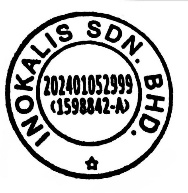 INOKALIS SDN. BHD.
202401052999
(1598842-A)